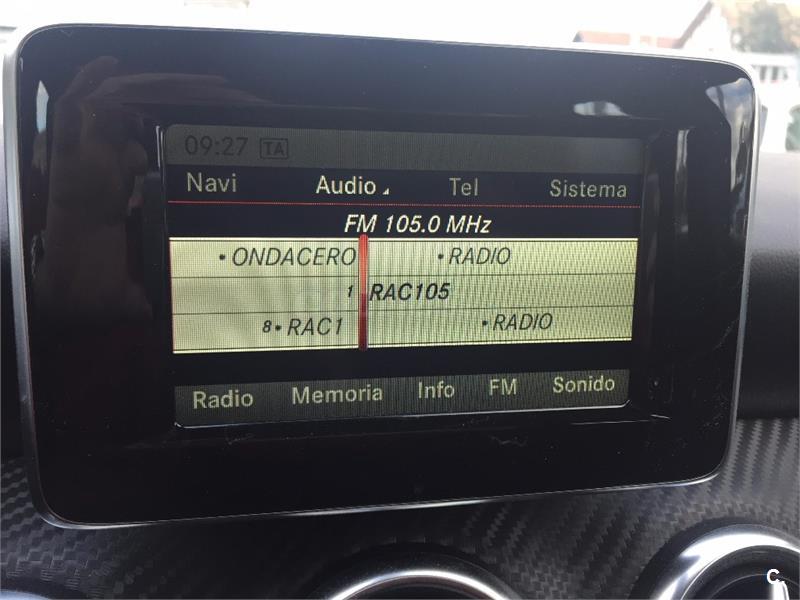 09:27 TA
Navi Audio Tel Sistema
FM 105.0 MHz
•ONDACERO •RADIO
1 RAC105
8•RAC1 •RADIO
Radio Memoria Info FM Sonido
C..